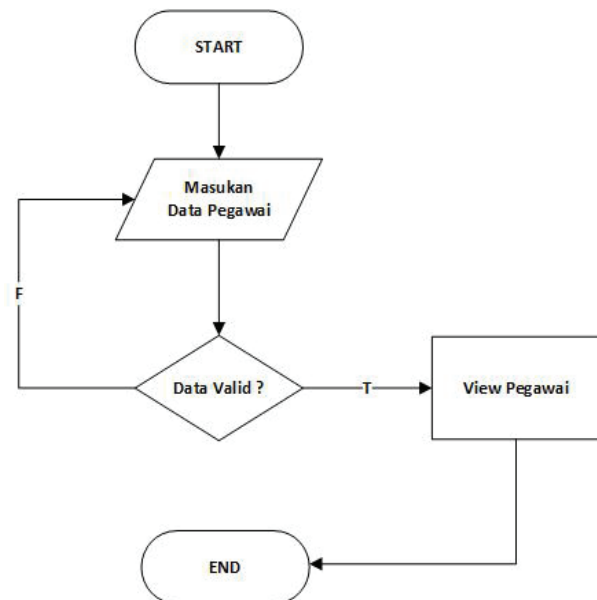 START
Masukan
Data Pegawai
F
Data Valid ?
T
View Pegawai
END